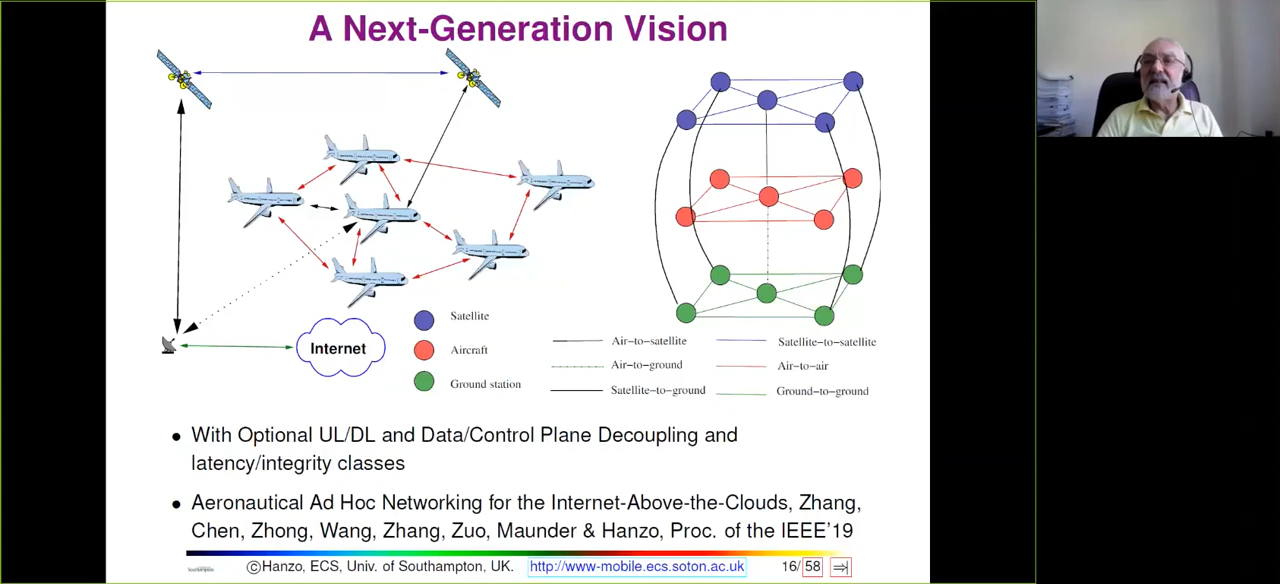 A Next-Generation Vision
Internet
Satellite
Aircraft
Ground station
Air-to-satellite
Air-to-ground
Satellite-to-ground
Satellite-to-satellite
Air-to-air
Ground-to-ground
• With Optional UL/DL and Data/Control Plane Decoupling and
latency/integrity classes
• Aeronautical Ad Hoc Networking for the Internet-Above-the-Clouds, Zhang,
Chen, Zhong, Wang, Zhang, Zuo, Maunder & Hanzo, Proc. of the IEEE'19
©Hanzo, ECS, Univ. of Southampton, UK. http://www-mobile.ecs.soton.ac.uk 16/58